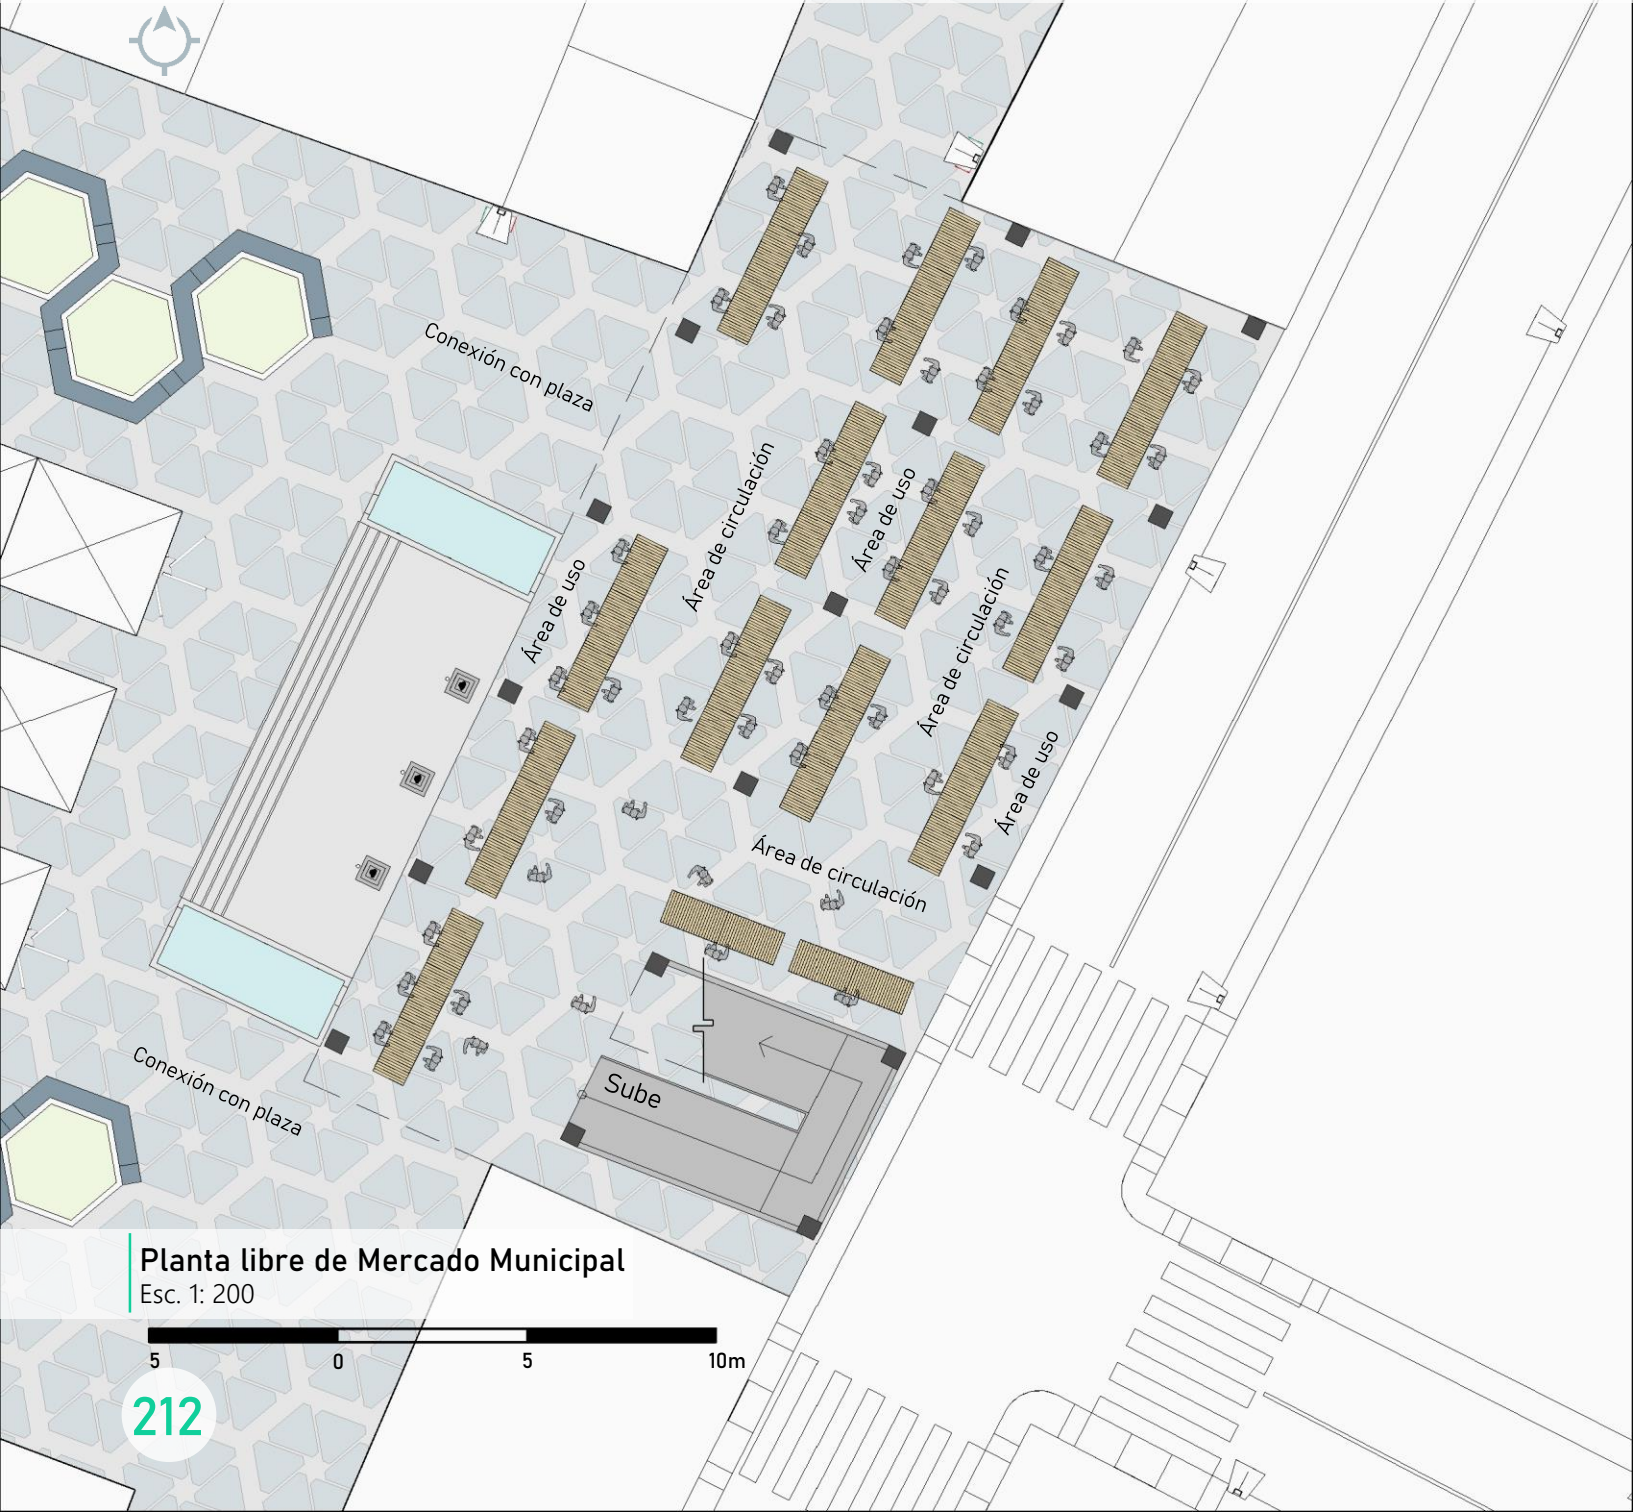 Conexión con plaza
Área de circulación
Área de uso
Área de uso
Área de circulación
Área de uso
Área de circulación
Conexión con plaza
Sube
Planta libre de Mercado Municipal
Esc. 1: 200
5 0 5 10m
212